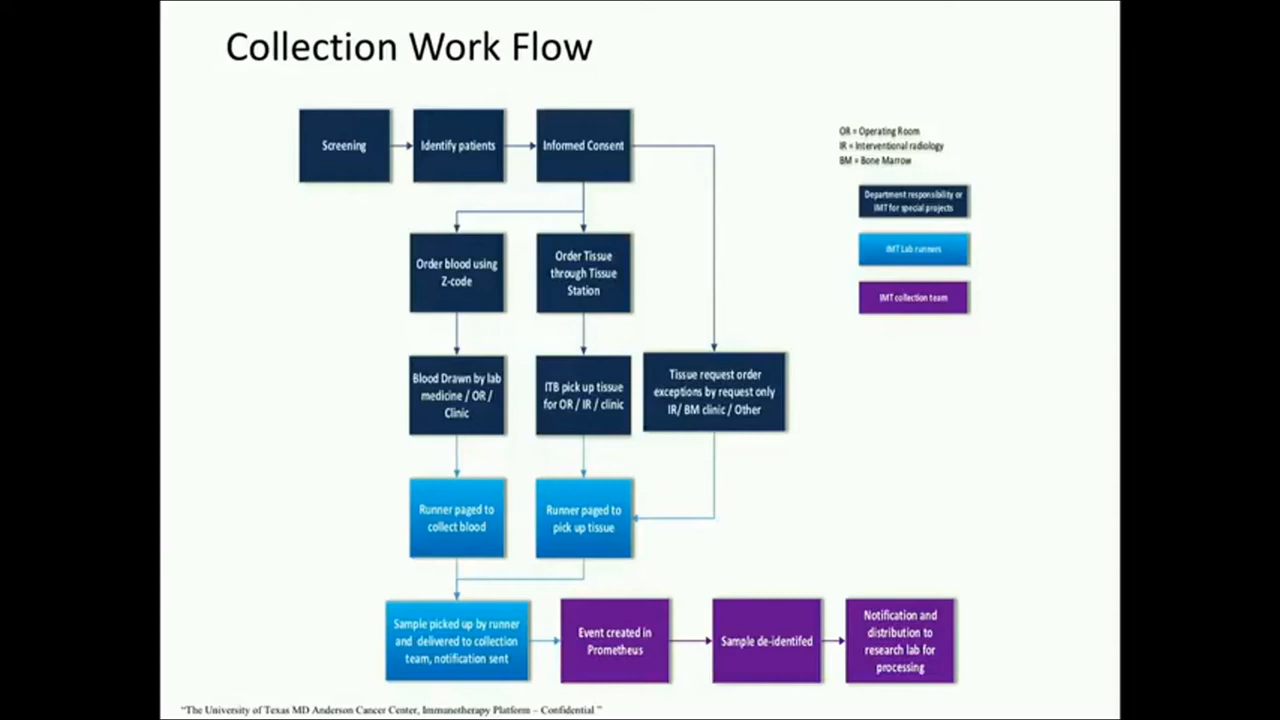 Collection Work Flow
Screening
Identify patients
Informed Consent
OR = Operating Room
IR = Interventional radiology
BM = Bone Marrow
Department responsibility or
IMT for special projects
IMT Lab runners
IMT collection team
Order blood using
Z-code
Order Tissue
through Tissue
Station
Blood Drawn by lab
medicine / OR /
Clinic
ITB pick up tissue
for OR / IR / clinic
Tissue request order
exceptions by request only
IR/ BM clinic / Other
Runner paged to
collect blood
Runner paged to
pick up tissue
Sample picked up by runner
and delivered to collection
team, notification sent
Event created in
Prometheus
Sample de-identifed
Notification and
distribution to
research lab for
processing
"The University of Texas MD Anderson Cancer Center, Immanotherapy Platform – Confidential "